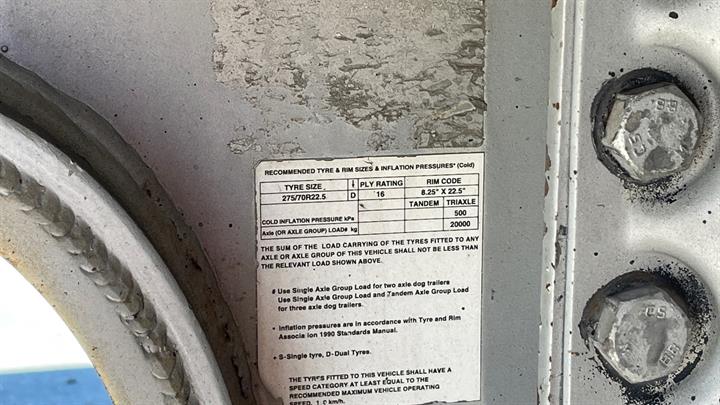 RECOMMENDED TYRE & RIM SIZES & INFLATION PRESSURES* (Cold)
TYRE SIZE PLY RATING RIM CODE
275/70R22.5 D 16 8.25" X 22.5"
TANDEM TRIAXLE
COLD INFLATION PRESSURE kPa 500
Axle (OR AXLE GROUP) LOAD# kg 20000
THE SUM OF THE LOAD CARRYING OF THE TYRES FITTED TO ANY
AXLE OR AXLE GROUP OF THIS VEHICLE SHALL NOT BE LESS THAN
THE RELEVANT LOAD SHOWN ABOVE.
# Use Single Axle Group Load for two axle dog trailers
Use Single Axle Group Load and Tandem Axle Group Load
for three axle dog trailers.
* Inflation pressures are in accordance with Tyre and Rim
Associa ion 1990 Standards Manual.
+ S-Single tyre, D-Dual Tyres.
THE TYRES FITTED TO THIS VEHICLE SHALL HAVE A
SPEED CATEGORY AT LEAST EQUAL TO THE
RECOMMENDED MAXIMUM VEHICLE OPERATING
SPEED km/h.
8.8